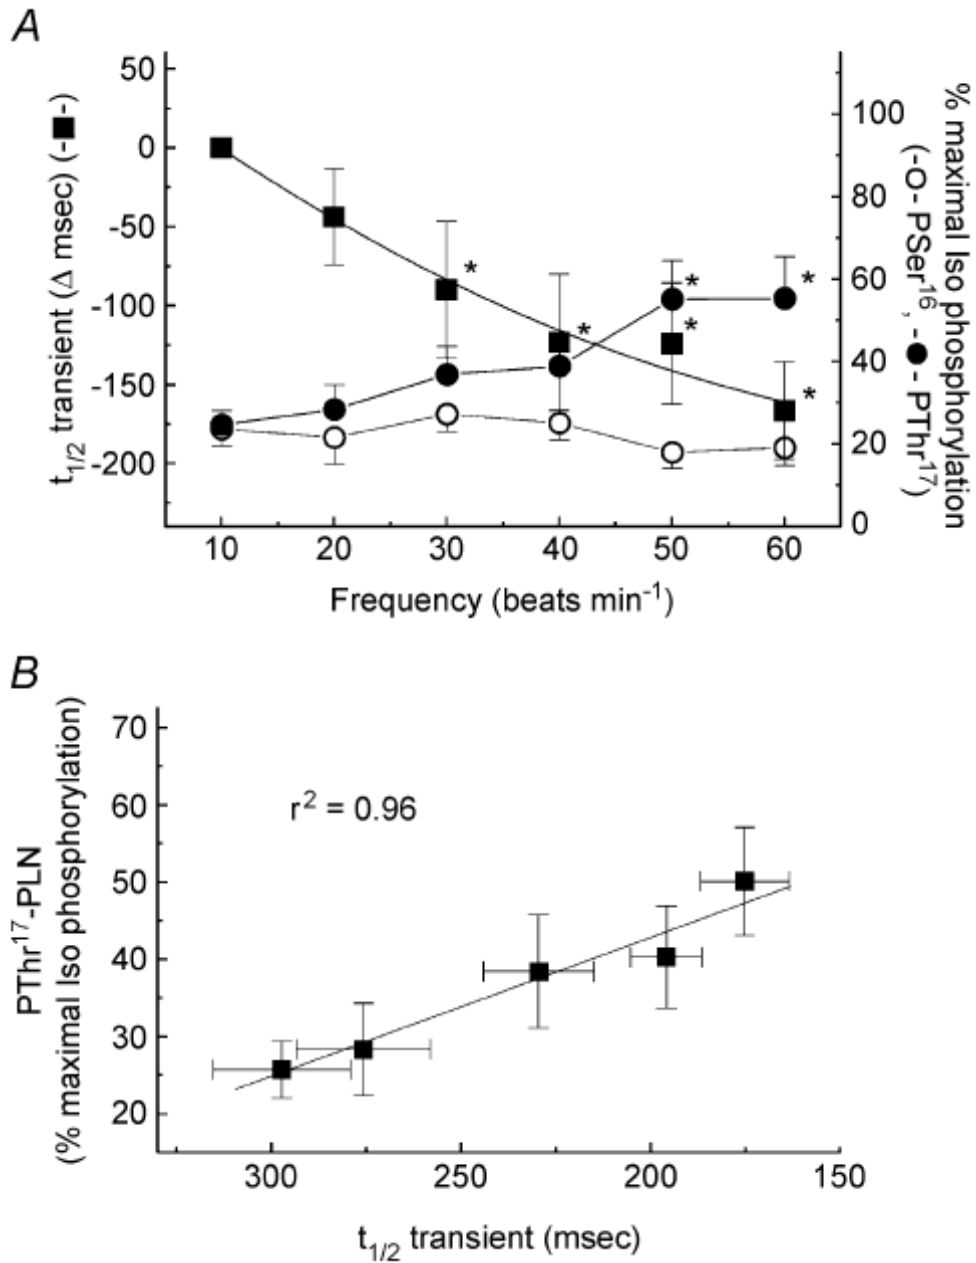 A
50
0
-50
-100
-150
-200
t1/2 transient (Δ msec) (-■-)
100
80
60
40
20
0
% maximal Iso phosphorylation
(-O- PSer16, -●- PThr17)
*
*
*
*
*
*
10 20 30 40 50 60
Frequency (beats min-1)
B
70
60
50
40
30
20
PThr17-PLN
(% maximal Iso phosphorylation)
r2 = 0.96
300 250 200 150
t1/2 transient (msec)